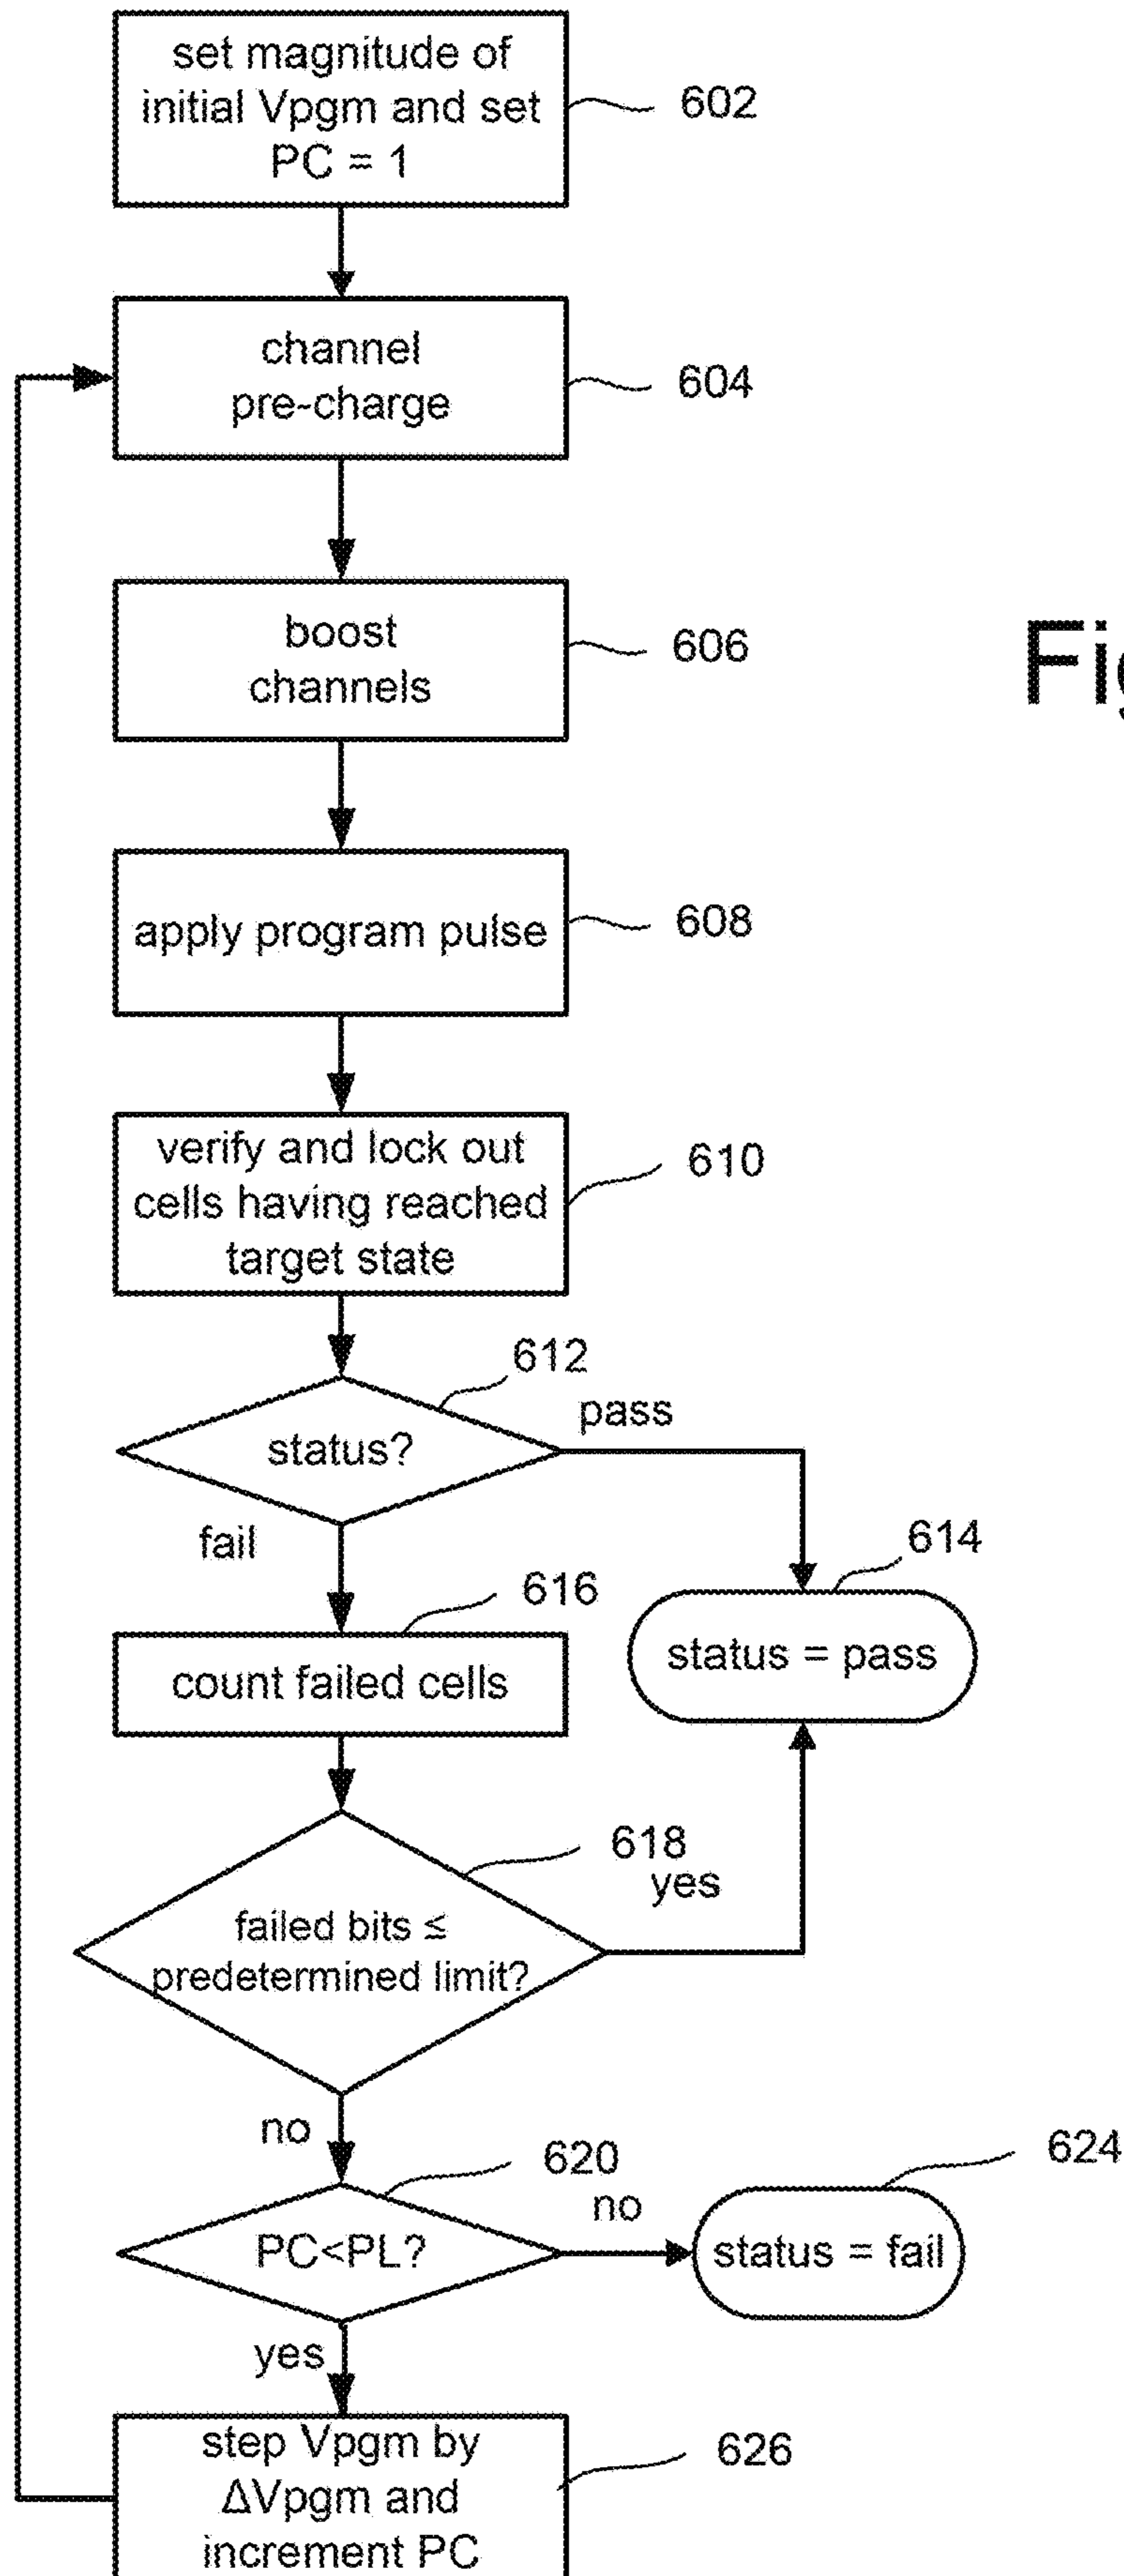 set magnitude of
initial Vpgm and set
PC = 1
602
channel
pre-charge
604
boost
channels
606
Fig
apply program pulse
608
verify and lock out
cells having reached
target state
610
612
status?
pass
fail
614
status = pass
616
count failed cells
618
yes
failed bits ≤
predetermined limit?
no
620
no
624
PC<PL?
status = fail
yes
step Vpgm by
ΔVpgm and
increment PC
626